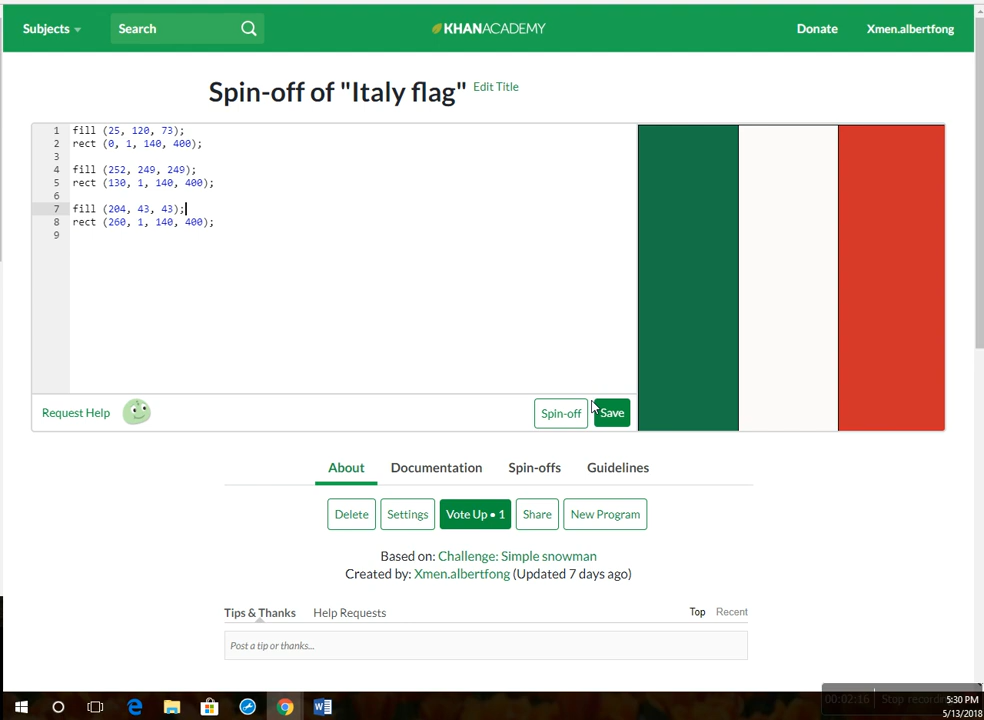 Subjects Search KHANACADEMY Donate Xmen.albertfong
Spin-off of "Italy flag" Edit Title
1 fill (25, 120, 73);
2 rect (0, 1, 140, 400);
3
4 fill (252, 249, 249);
5 rect (130, 1, 140, 400);
6
7 fill (204, 43, 43);
8 rect (260, 1, 140, 400);
9
Request Help Spin-off Save
About Documentation Spin-offs Guidelines
Delete Settings Vote Up • 1 Share New Program
Based on: Challenge: Simple snowman
Created by: Xmen.albertfong (Updated 7 days ago)
Tips & Thanks Help Requests Top Recent
Post a tip or thanks...
00:02:16 Stop recording 5:30 PM
5/13/2018